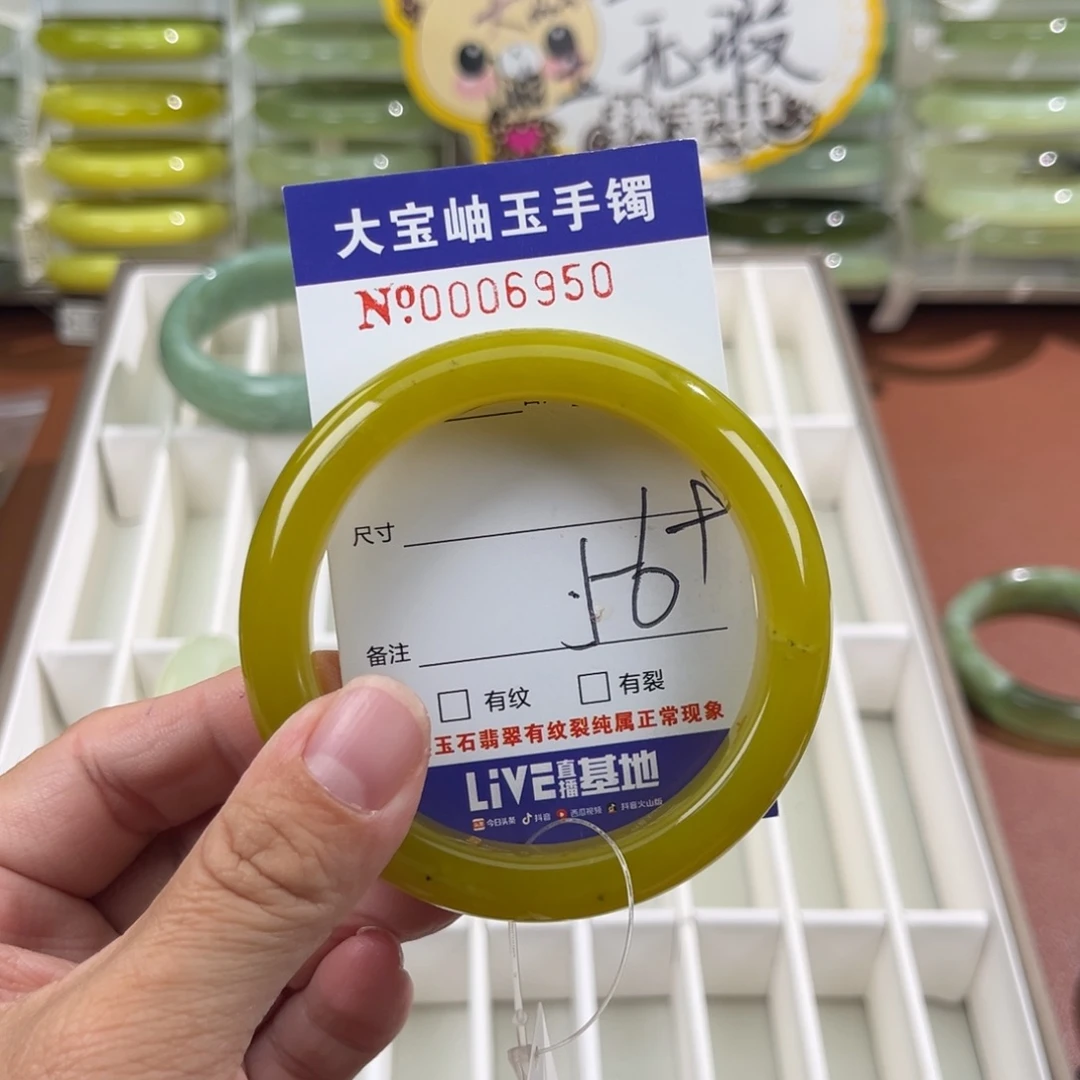 无瑕
大宝岫玉手镯
Nº0006950
尺寸
56
备注
有纹 有裂
玉石翡翠有纹裂纯属正常现象
LiVE直播基地
今日头条 抖音 西瓜视频 抖音火山版